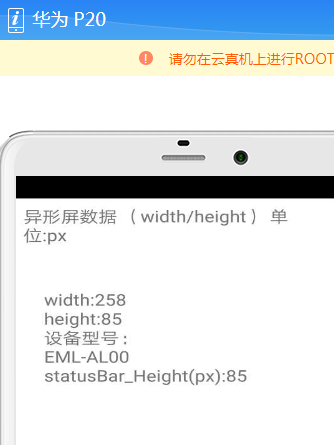 华为 P20
请勿在云真机上进行ROOT
异形屏数据 （width/height） 单
位:px
width:258
height:85
设备型号：
EML-AL00
statusBar_Height(px):85